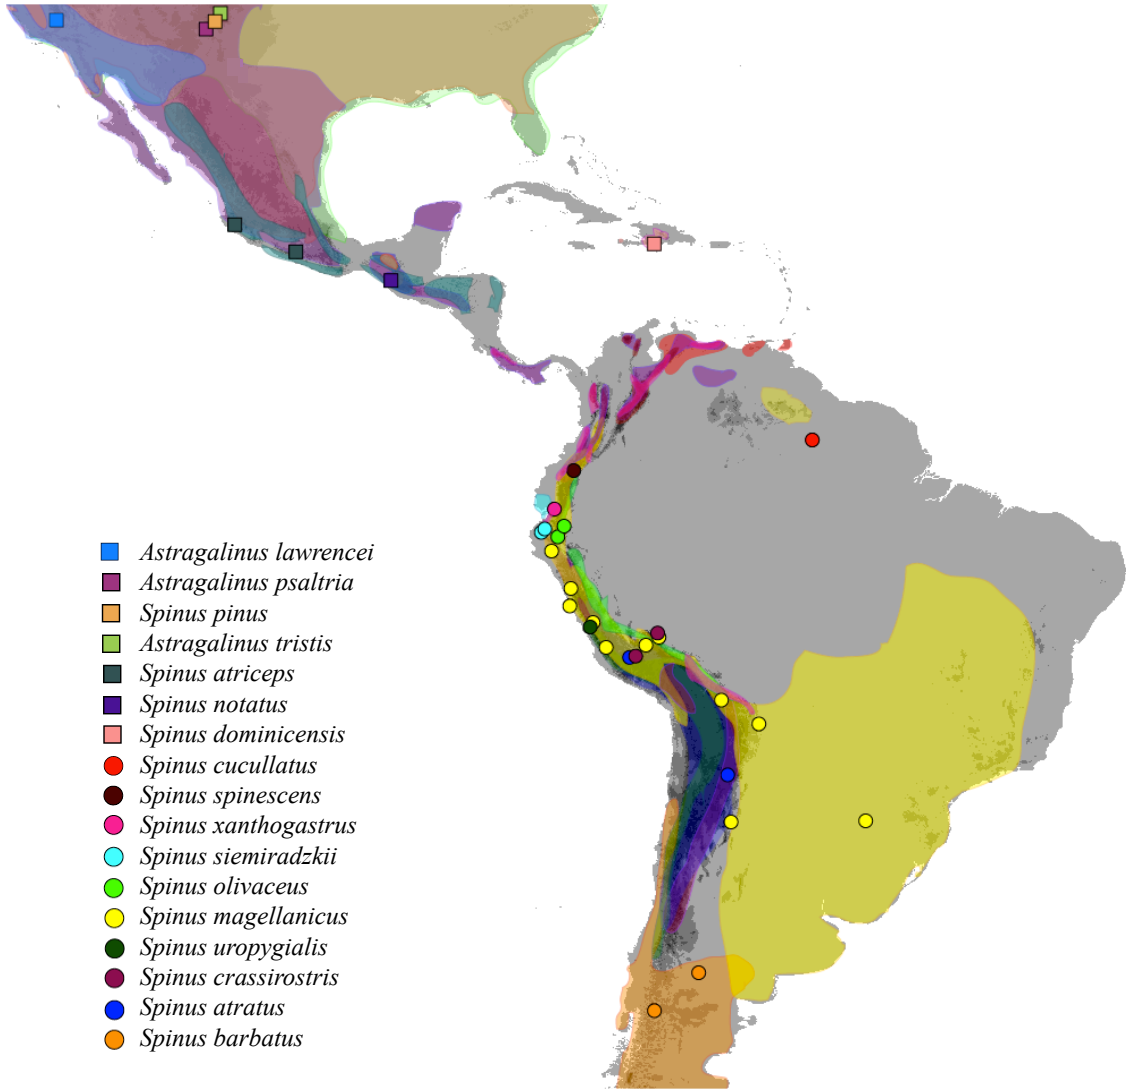 Astragalinus lawrencei
Astragalinus psaltria
Spinus pinus
Astragalinus tristis
Spinus atriceps
Spinus notatus
Spinus dominicensis
Spinus cucullatus
Spinus spinescens
Spinus xanthogastrus
Spinus siemiradzkii
Spinus olivaceus
Spinus magellanicus
Spinus uropygialis
Spinus crassirostris
Spinus atratus
Spinus barbatus